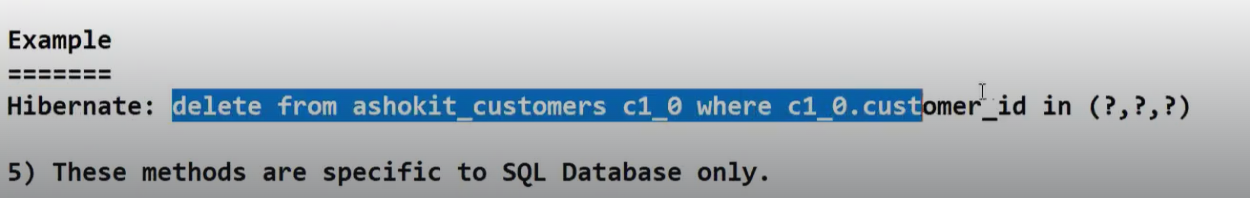 Example
=======
Hibernate: delete from ashokit_customers c1_0 where c1_0.customer_id in (?,?,?)
5) These methods are specific to SQL Database only.